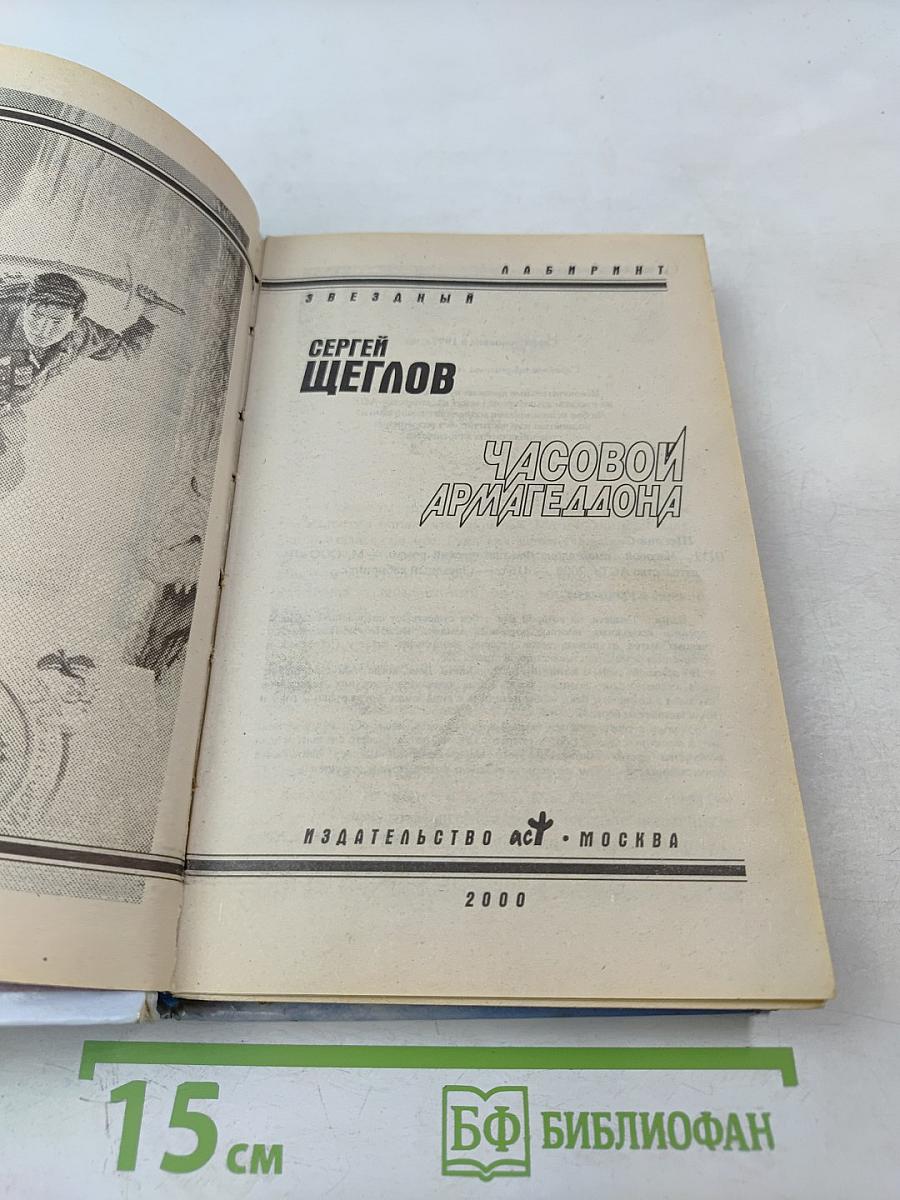 ЛАБИРИНТ
ЗВЕЗДНЫЙ
СЕРГЕЙ
ЩЕГЛОВ
ЧАСОВОЙ
АРМАГЕДДОНА
ИЗДАТЕЛЬСТВО аст • МОСКВА
2000
15 см
БФ БИБЛИОФАН